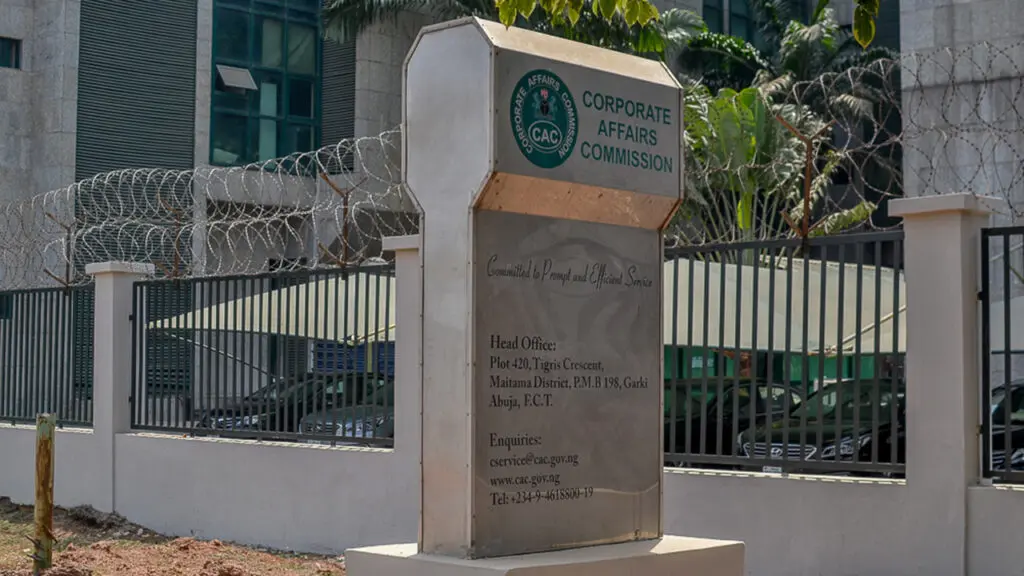 CORPORATE AFFAIRS COMMISSION
CAC
CORPORATE
AFFAIRS
COMMISSION
Committed to Prompt and Efficient Service
Head Office:
Plot 420, Tigris Crescent,
Maitama District, P.M.B 198, Garki
Abuja, F.C.T.
Enquiries:
cservice@cac.gov.ng
www.cac.gov.ng
Tel: +234-9-4618800-19